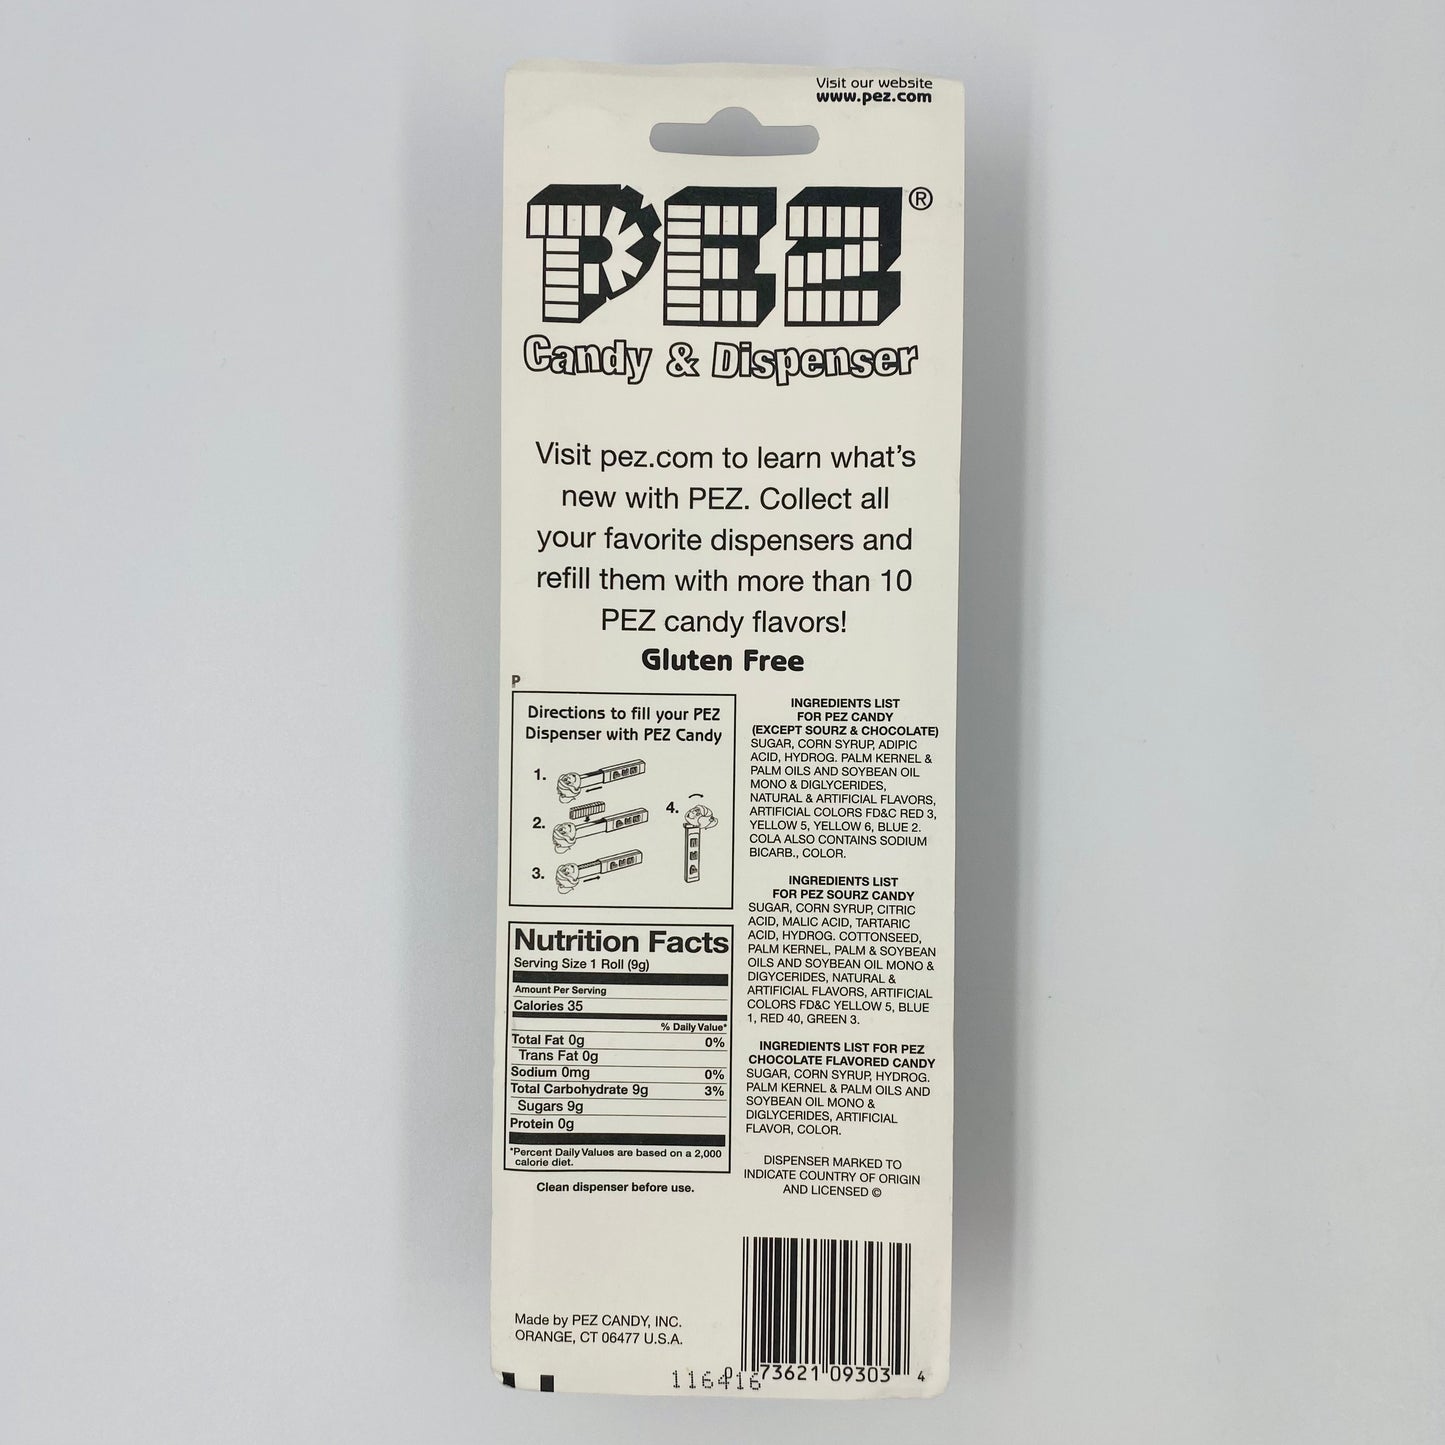 Visit our website
www.pez.com
PEZ®
Candy & Dispenser
Visit pez.com to learn what's
new with PEZ. Collect all
your favorite dispensers and
refill them with more than 10
PEZ candy flavors!
Gluten Free
P
Directions to fill your PEZ
Dispenser with PEZ Candy
1.
2.
3.
4.
Nutrition Facts
Serving Size 1 Roll (9g)
Amount Per Serving
Calories 35
% Daily Value*
Total Fat 0g 0%
Trans Fat 0g
Sodium 0mg 0%
Total Carbohydrate 9g 3%
Sugars 9g
Protein 0g
*Percent Daily Values are based on a 2,000
calorie diet.
Clean dispenser before use.
INGREDIENTS LIST
FOR PEZ CANDY
(EXCEPT SOURZ & CHOCOLATE)
SUGAR, CORN SYRUP, ADIPIC
ACID, HYDROG. PALM KERNEL &
PALM OILS AND SOYBEAN OIL
MONO & DIGLYCERIDES,
NATURAL & ARTIFICIAL FLAVORS,
ARTIFICIAL COLORS FD&C RED 3,
YELLOW 5, YELLOW 6, BLUE 2.
COLA ALSO CONTAINS SODIUM
BICARB., COLOR.
INGREDIENTS LIST
FOR PEZ SOURZ CANDY
SUGAR, CORN SYRUP, CITRIC
ACID, MALIC ACID, TARTARIC
ACID, HYDROG. COTTONSEED,
PALM KERNEL, PALM & SOYBEAN
OILS AND SOYBEAN OIL MONO &
DIGYCERIDES, NATURAL &
ARTIFICIAL FLAVORS, ARTIFICIAL
COLORS FD&C YELLOW 5, BLUE
1, RED 40, GREEN 3.
INGREDIENTS LIST FOR PEZ
CHOCOLATE FLAVORED CANDY
SUGAR, CORN SYRUP, HYDROG.
PALM KERNEL & PALM OILS AND
SOYBEAN OIL MONO &
DIGLYCERIDES, ARTIFICIAL
FLAVOR, COLOR.
DISPENSER MARKED TO
INDICATE COUNTRY OF ORIGIN
AND LICENSED ©
Made by PEZ CANDY, INC.
ORANGE, CT 06477 U.S.A.
0 73621 09303 4